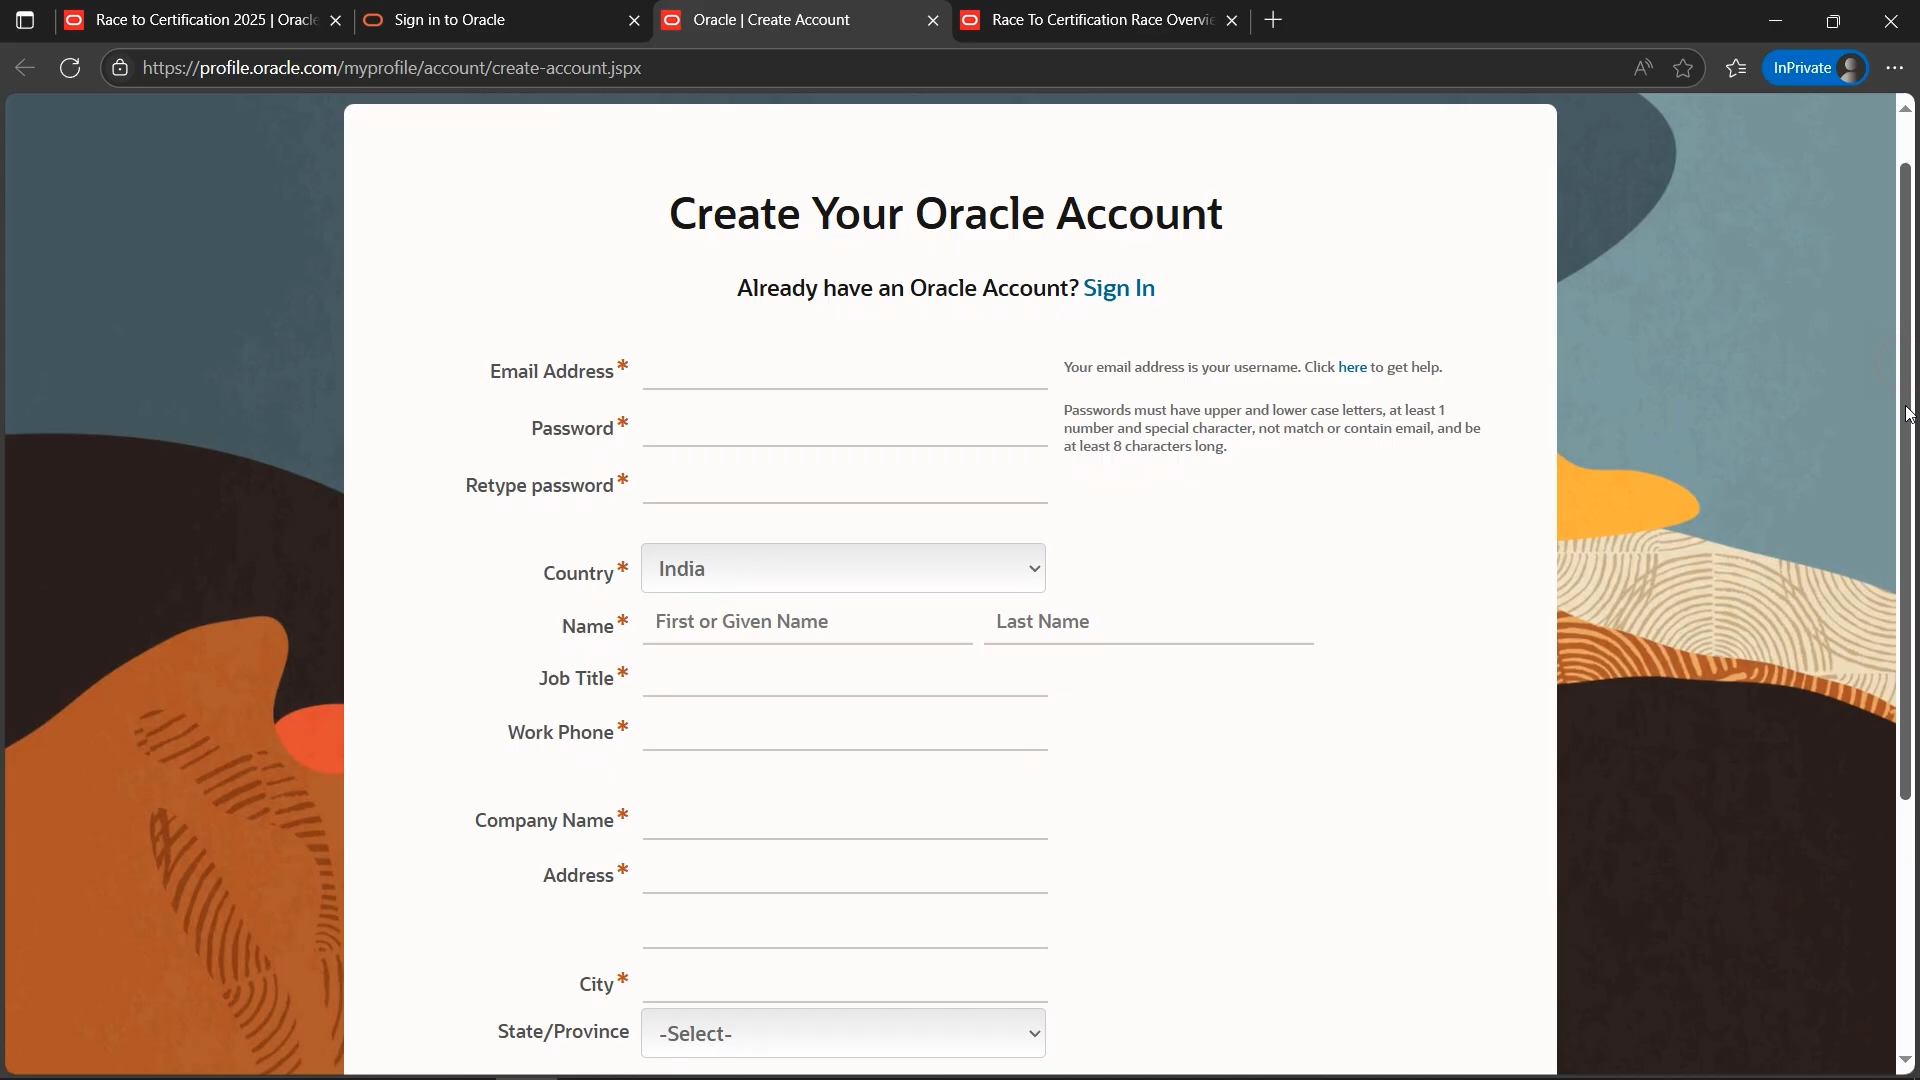 Race to Certification 2025 | Oracle
Sign in to Oracle
Oracle | Create Account
Race To Certification Race Overvie
https://profile.oracle.com/myprofile/account/create-account.jspx
InPrivate
Create Your Oracle Account
Already have an Oracle Account? Sign In
Email Address*
Your email address is your username. Click here to get help.
Password*
Passwords must have upper and lower case letters, at least 1
number and special character, not match or contain email, and be
at least 8 characters long.
Retype password*
Country*
India
Name*
First or Given Name
Last Name
Job Title*
Work Phone*
Company Name*
Address*
City*
State/Province
-Select-